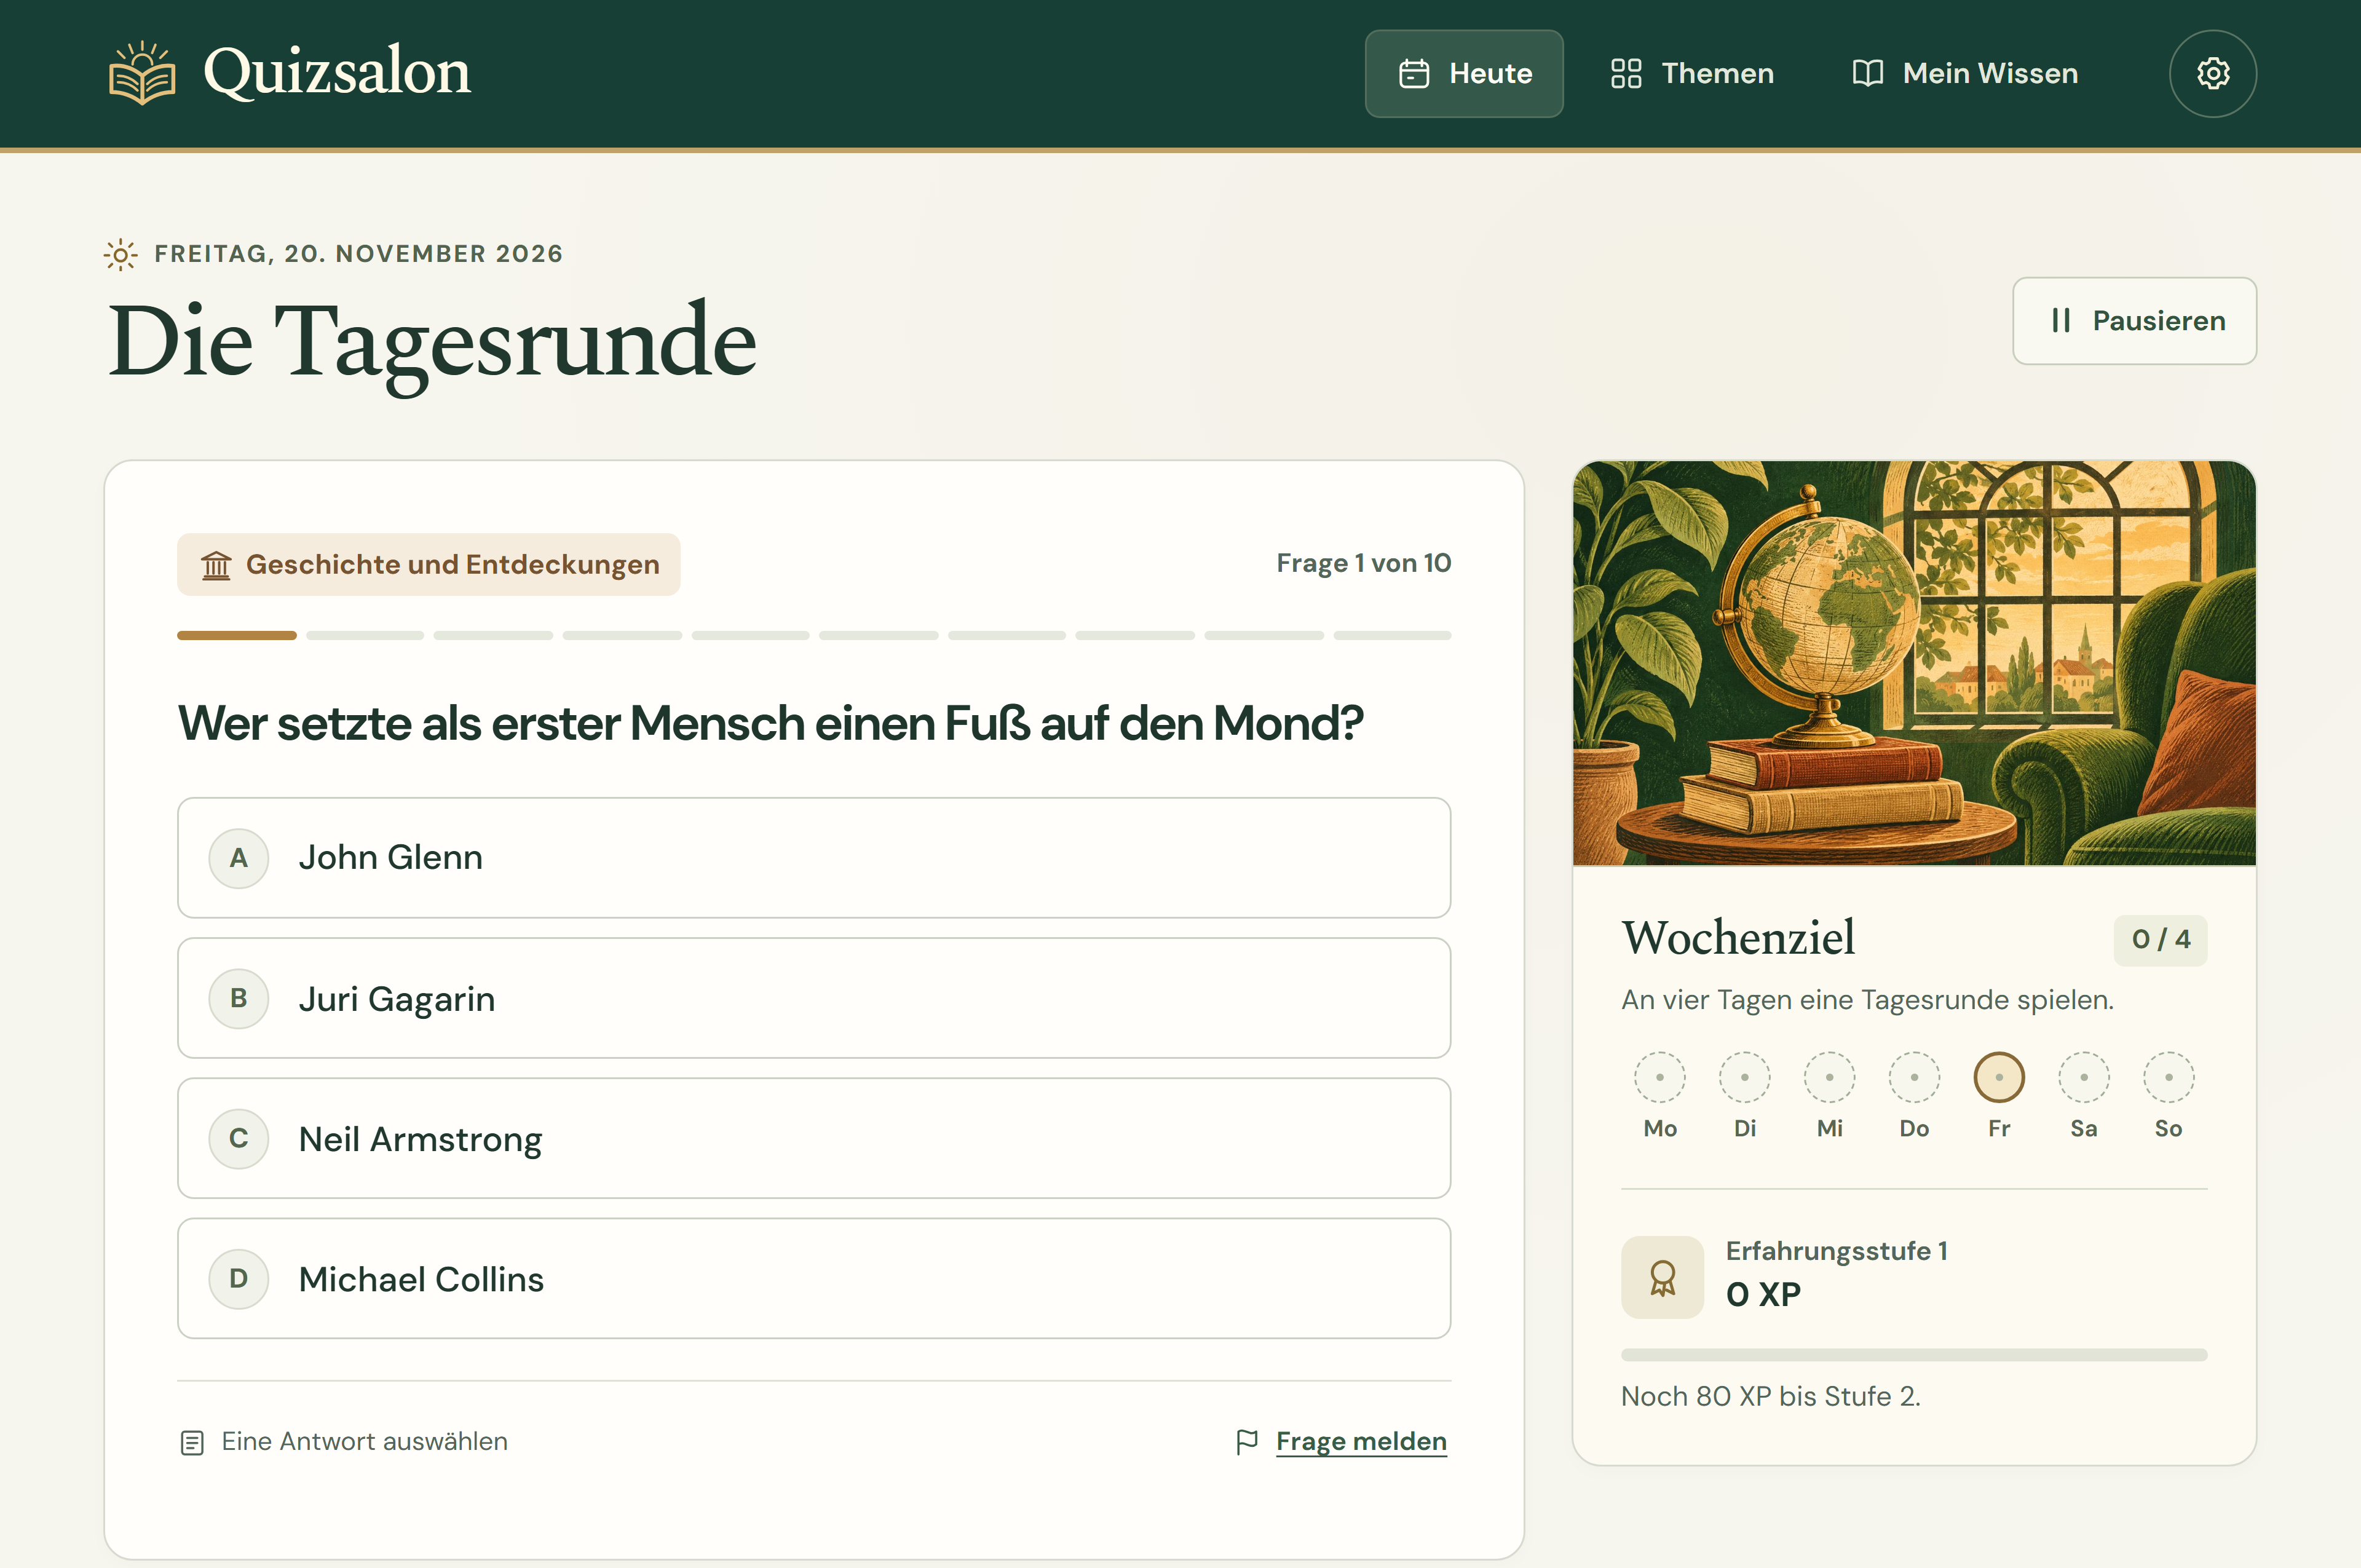 Quizsalon
Heute
Themen
Mein Wissen
FREITAG, 20. NOVEMBER 2026
Die Tagesrunde
Pausieren
Geschichte und Entdeckungen
Frage 1 von 10
Wer setzte als erster Mensch einen Fuß auf den Mond?
A John Glenn
B Juri Gagarin
C Neil Armstrong
D Michael Collins
Eine Antwort auswählen
Frage melden
Wochenziel
0 / 4
An vier Tagen eine Tagesrunde spielen.
Mo Di Mi Do Fr Sa So
Erfahrungsstufe 1
0 XP
Noch 80 XP bis Stufe 2.